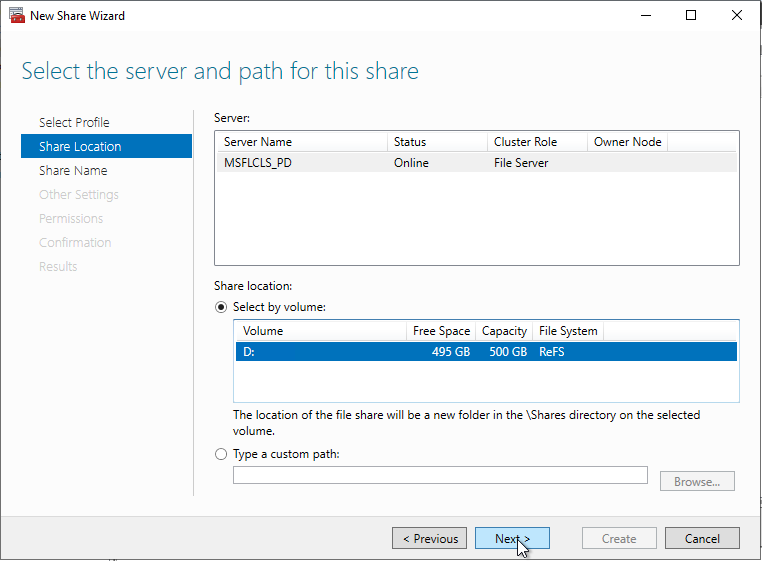 New Share Wizard
Select the server and path for this share
Select Profile
Share Location
Share Name
Other Settings
Permissions
Confirmation
Results
Server:
Server Name Status Cluster Role Owner Node
MSFLCLS_PD Online File Server
Share location:
Select by volume:
Volume Free Space Capacity File System
D: 495 GB 500 GB ReFS
The location of the file share will be a new folder in the \Shares directory on the selected
volume.
Type a custom path:
Browse...
< Previous Next > Create Cancel